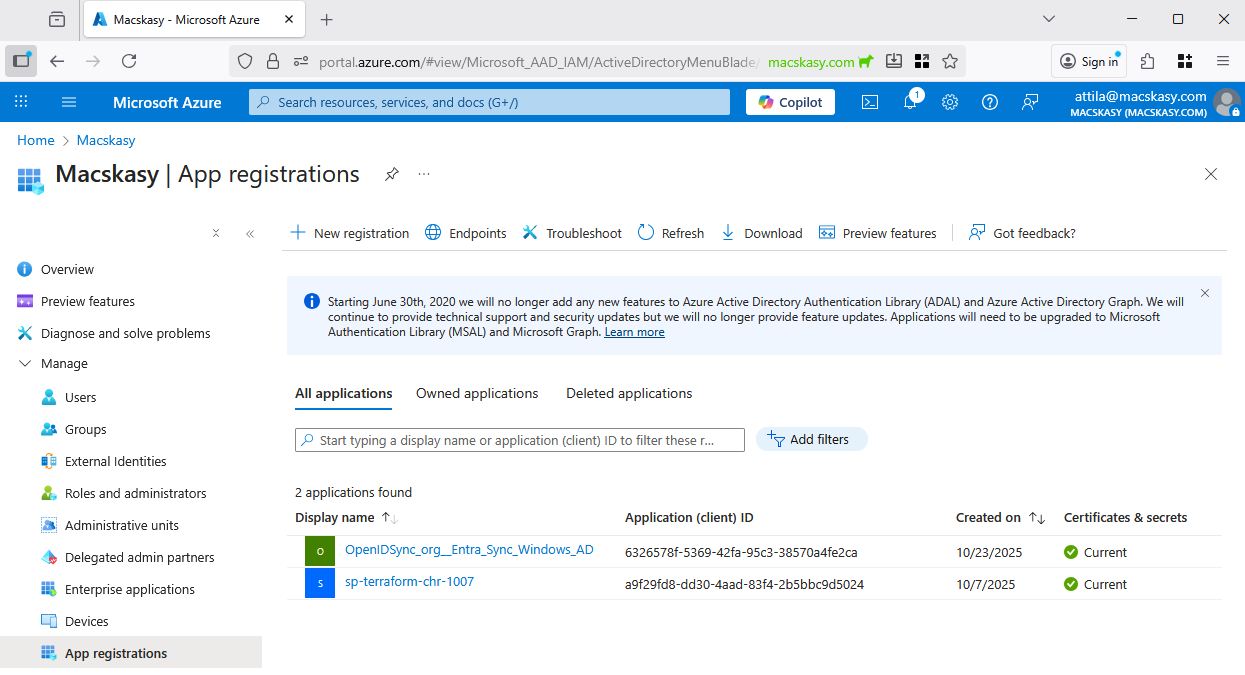 Macskasy - Microsoft Azure
portal.azure.com/#view/Microsoft_AAD_IAM/ActiveDirectoryMenuBlade/
macskasy.com
Sign in
Microsoft Azure
Search resources, services, and docs (G+/)
Copilot
1
attila@macskasy.com
MACSKASY (MACSKASY.COM)
Home > Macskasy
Macskasy | App registrations
New registration
Endpoints
Troubleshoot
Refresh
Download
Preview features
Got feedback?
Overview
Preview features
Diagnose and solve problems
Manage
Users
Groups
External Identities
Roles and administrators
Administrative units
Delegated admin partners
Enterprise applications
Devices
App registrations
Starting June 30th, 2020 we will no longer add any new features to Azure Active Directory Authentication Library (ADAL) and Azure Active Directory Graph. We will
continue to provide technical support and security updates but we will no longer provide feature updates. Applications will need to be upgraded to Microsoft
Authentication Library (MSAL) and Microsoft Graph. Learn more
All applications
Owned applications
Deleted applications
Start typing a display name or application (client) ID to filter these r...
Add filters
2 applications found
Display name Application (client) ID Created on Certificates & secrets
O OpenIDSync_org__Entra_Sync_Windows_AD 6326578f-5369-42fa-95c3-38570a4fe2ca 10/23/2025 Current
S sp-terraform-chr-1007 a9f29fd8-dd30-4aad-83f4-2b5bbc9d5024 10/7/2025 Current